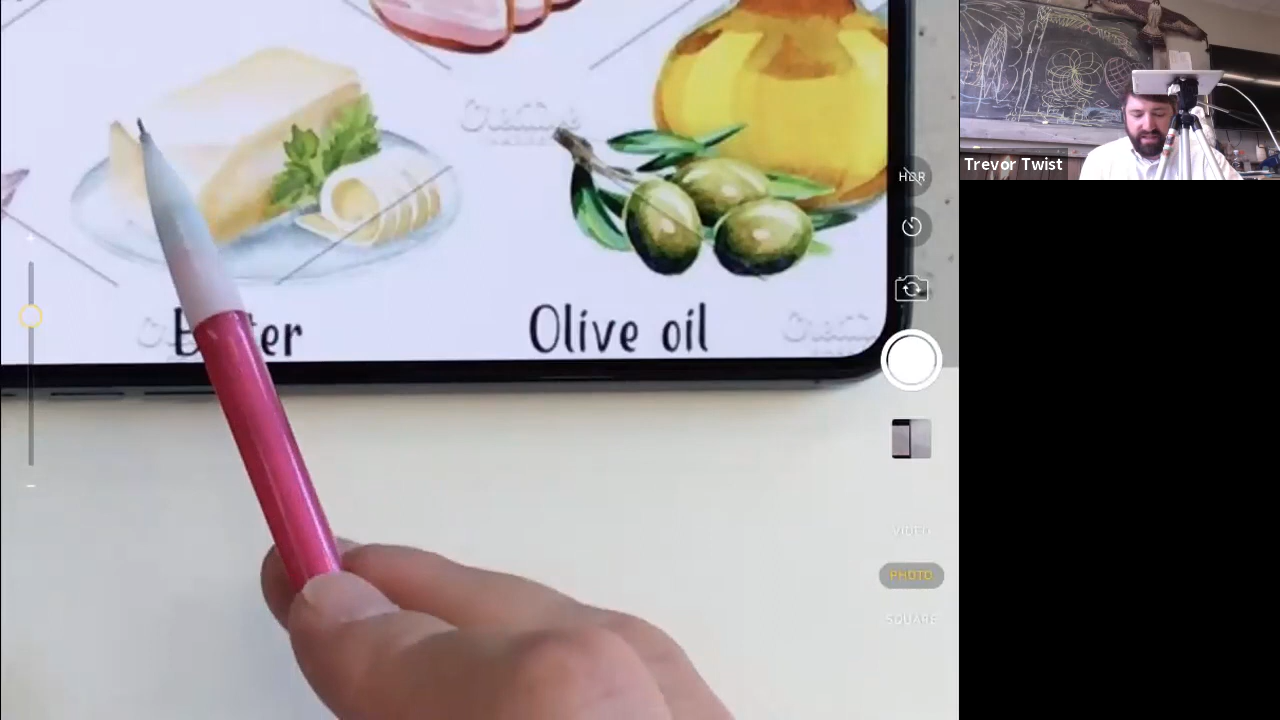 Trevor Twist
HDR
Olive oil
VIDEO
PHOTO
SQUARE